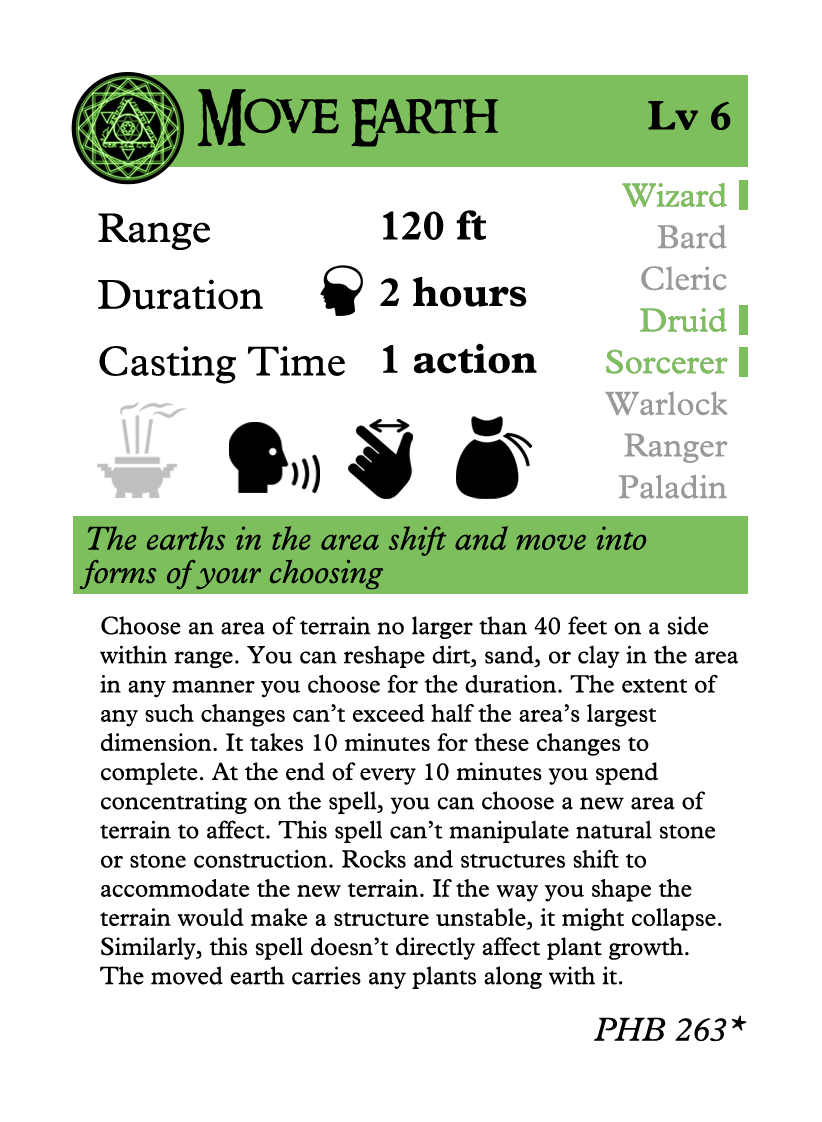 Move Earth
Lv 6
Range 120 ft
Duration 2 hours
Casting Time 1 action
Wizard
Bard
Cleric
Druid
Sorcerer
Warlock
Ranger
Paladin
The earths in the area shift and move into
forms of your choosing
Choose an area of terrain no larger than 40 feet on a side
within range. You can reshape dirt, sand, or clay in the area
in any manner you choose for the duration. The extent of
any such changes can’t exceed half the area’s largest
dimension. It takes 10 minutes for these changes to
complete. At the end of every 10 minutes you spend
concentrating on the spell, you can choose a new area of
terrain to affect. This spell can’t manipulate natural stone
or stone construction. Rocks and structures shift to
accommodate the new terrain. If the way you shape the
terrain would make a structure unstable, it might collapse.
Similarly, this spell doesn’t directly affect plant growth.
The moved earth carries any plants along with it.
PHB 263*